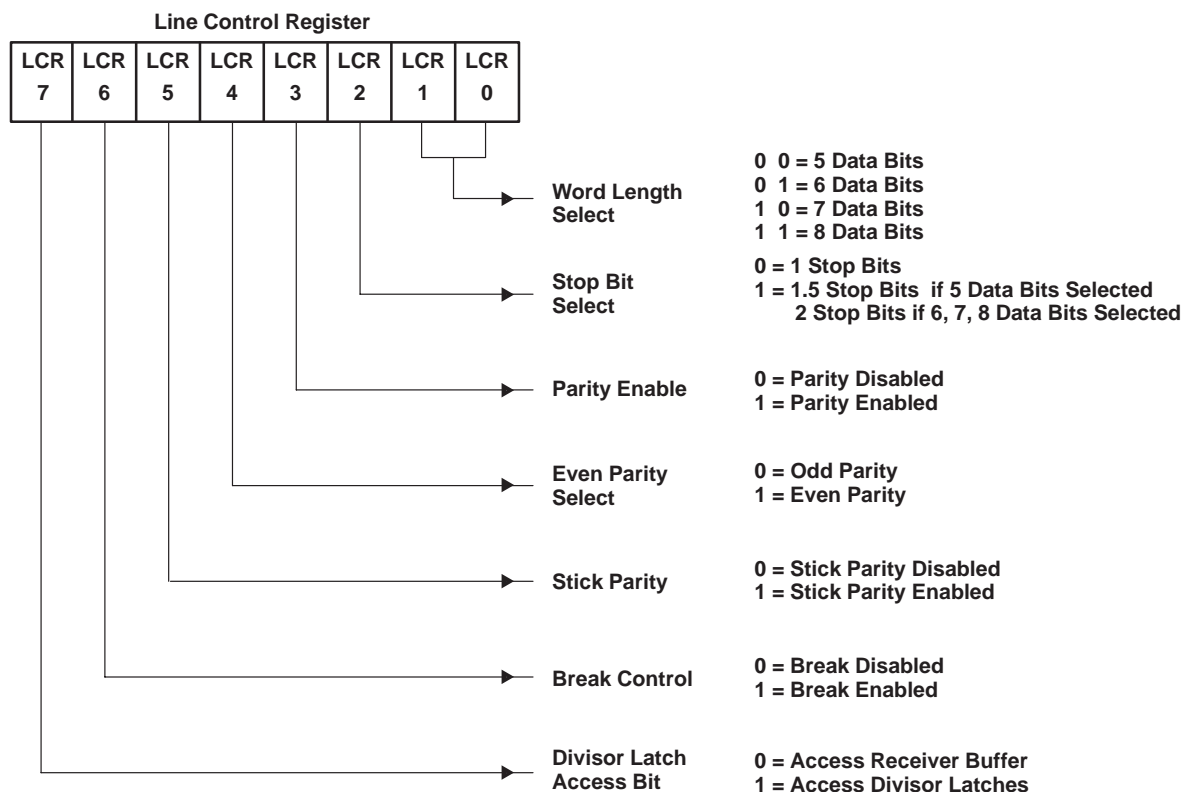 Line Control Register
LCR LCR LCR LCR LCR LCR LCR LCR
7 6 5 4 3 2 1 0
Word Length
Select
0 0 = 5 Data Bits
0 1 = 6 Data Bits
1 0 = 7 Data Bits
1 1 = 8 Data Bits
Stop Bit
Select
0 = 1 Stop Bits
1 = 1.5 Stop Bits if 5 Data Bits Selected
2 Stop Bits if 6, 7, 8 Data Bits Selected
Parity Enable
0 = Parity Disabled
1 = Parity Enabled
Even Parity
Select
0 = Odd Parity
1 = Even Parity
Stick Parity
0 = Stick Parity Disabled
1 = Stick Parity Enabled
Break Control
0 = Break Disabled
1 = Break Enabled
Divisor Latch
Access Bit
0 = Access Receiver Buffer
1 = Access Divisor Latches